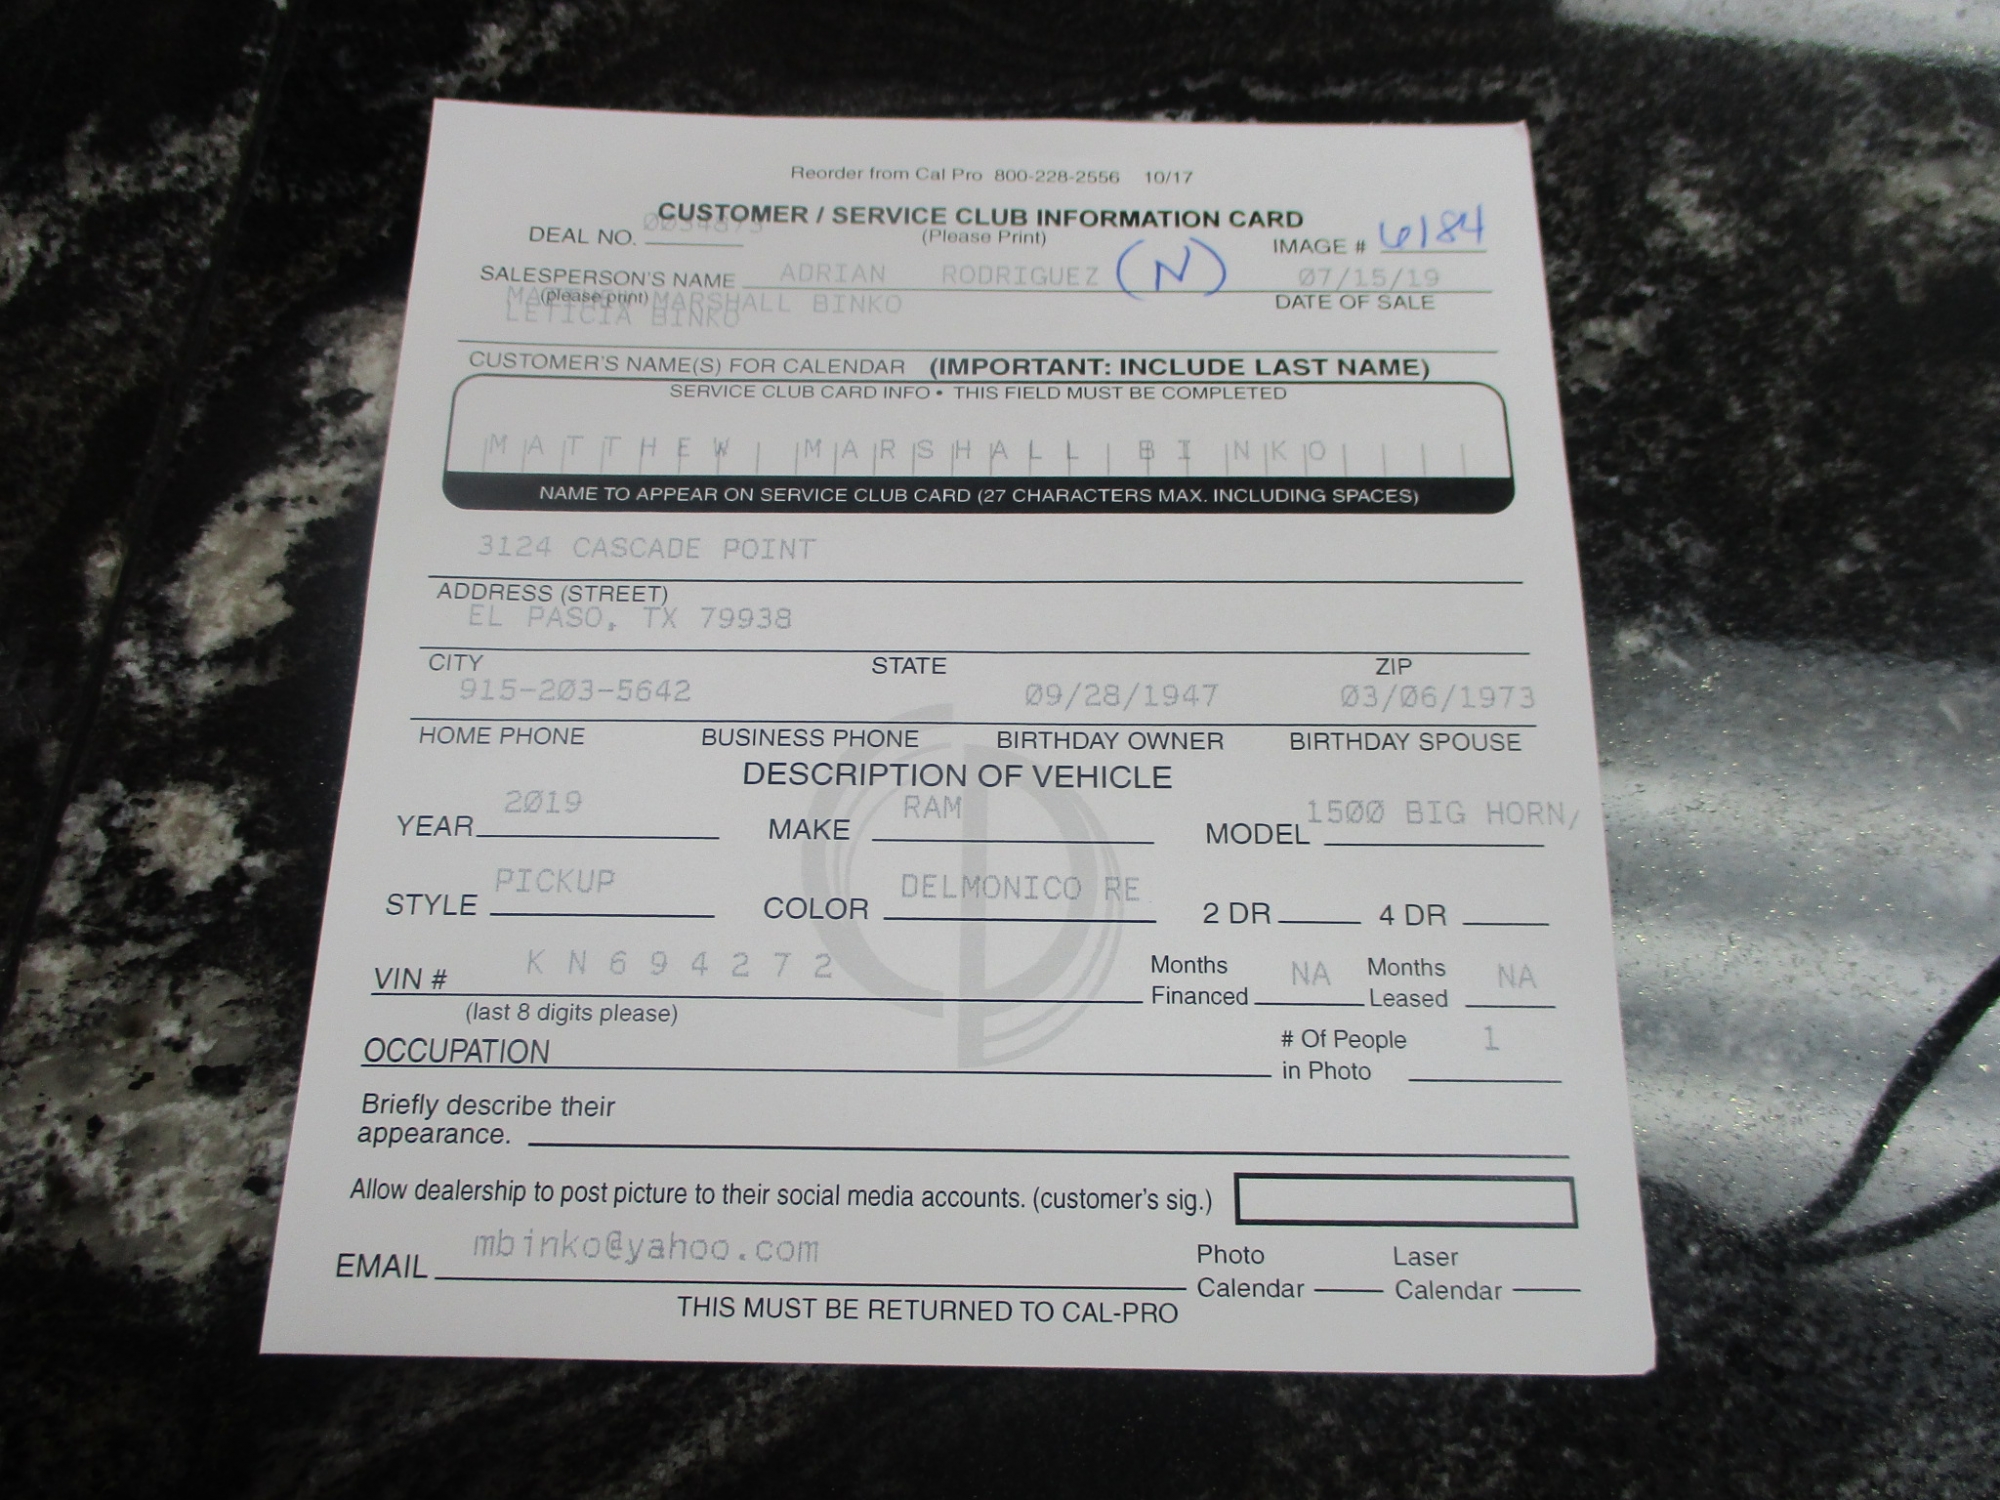 Reorder from Cal Pro 800-228-2556 10/17
CUSTOMER / SERVICE CLUB INFORMATION CARD
(Please Print)
DEAL NO.
IMAGE # 6184
SALESPERSON'S NAME ADRIAN RODRIGUEZ (N) 07/15/19
(please print) MARSHALL BINKO DATE OF SALE
LETICIA BINKO
CUSTOMER'S NAME(S) FOR CALENDAR (IMPORTANT: INCLUDE LAST NAME)
SERVICE CLUB CARD INFO • THIS FIELD MUST BE COMPLETED
MATTHEW MARSHALL BINKO
NAME TO APPEAR ON SERVICE CLUB CARD (27 CHARACTERS MAX. INCLUDING SPACES)
3124 CASCADE POINT
ADDRESS (STREET)
EL PASO, TX 79938
CITY STATE ZIP
915-203-5642 09/28/1947 03/06/1973
HOME PHONE BUSINESS PHONE BIRTHDAY OWNER BIRTHDAY SPOUSE
DESCRIPTION OF VEHICLE
YEAR 2019 MAKE RAM MODEL 1500 BIG HORN/
STYLE PICKUP COLOR DELMONICO RE 2 DR 4 DR
VIN # K N 6 9 4 2 7 2 Months Financed NA Months Leased NA
(last 8 digits please)
OCCUPATION # Of People in Photo 1
Briefly describe their
appearance.
Allow dealership to post picture to their social media accounts. (customer's sig.)
EMAIL mbinko@yahoo.com Photo Calendar Laser Calendar
THIS MUST BE RETURNED TO CAL-PRO